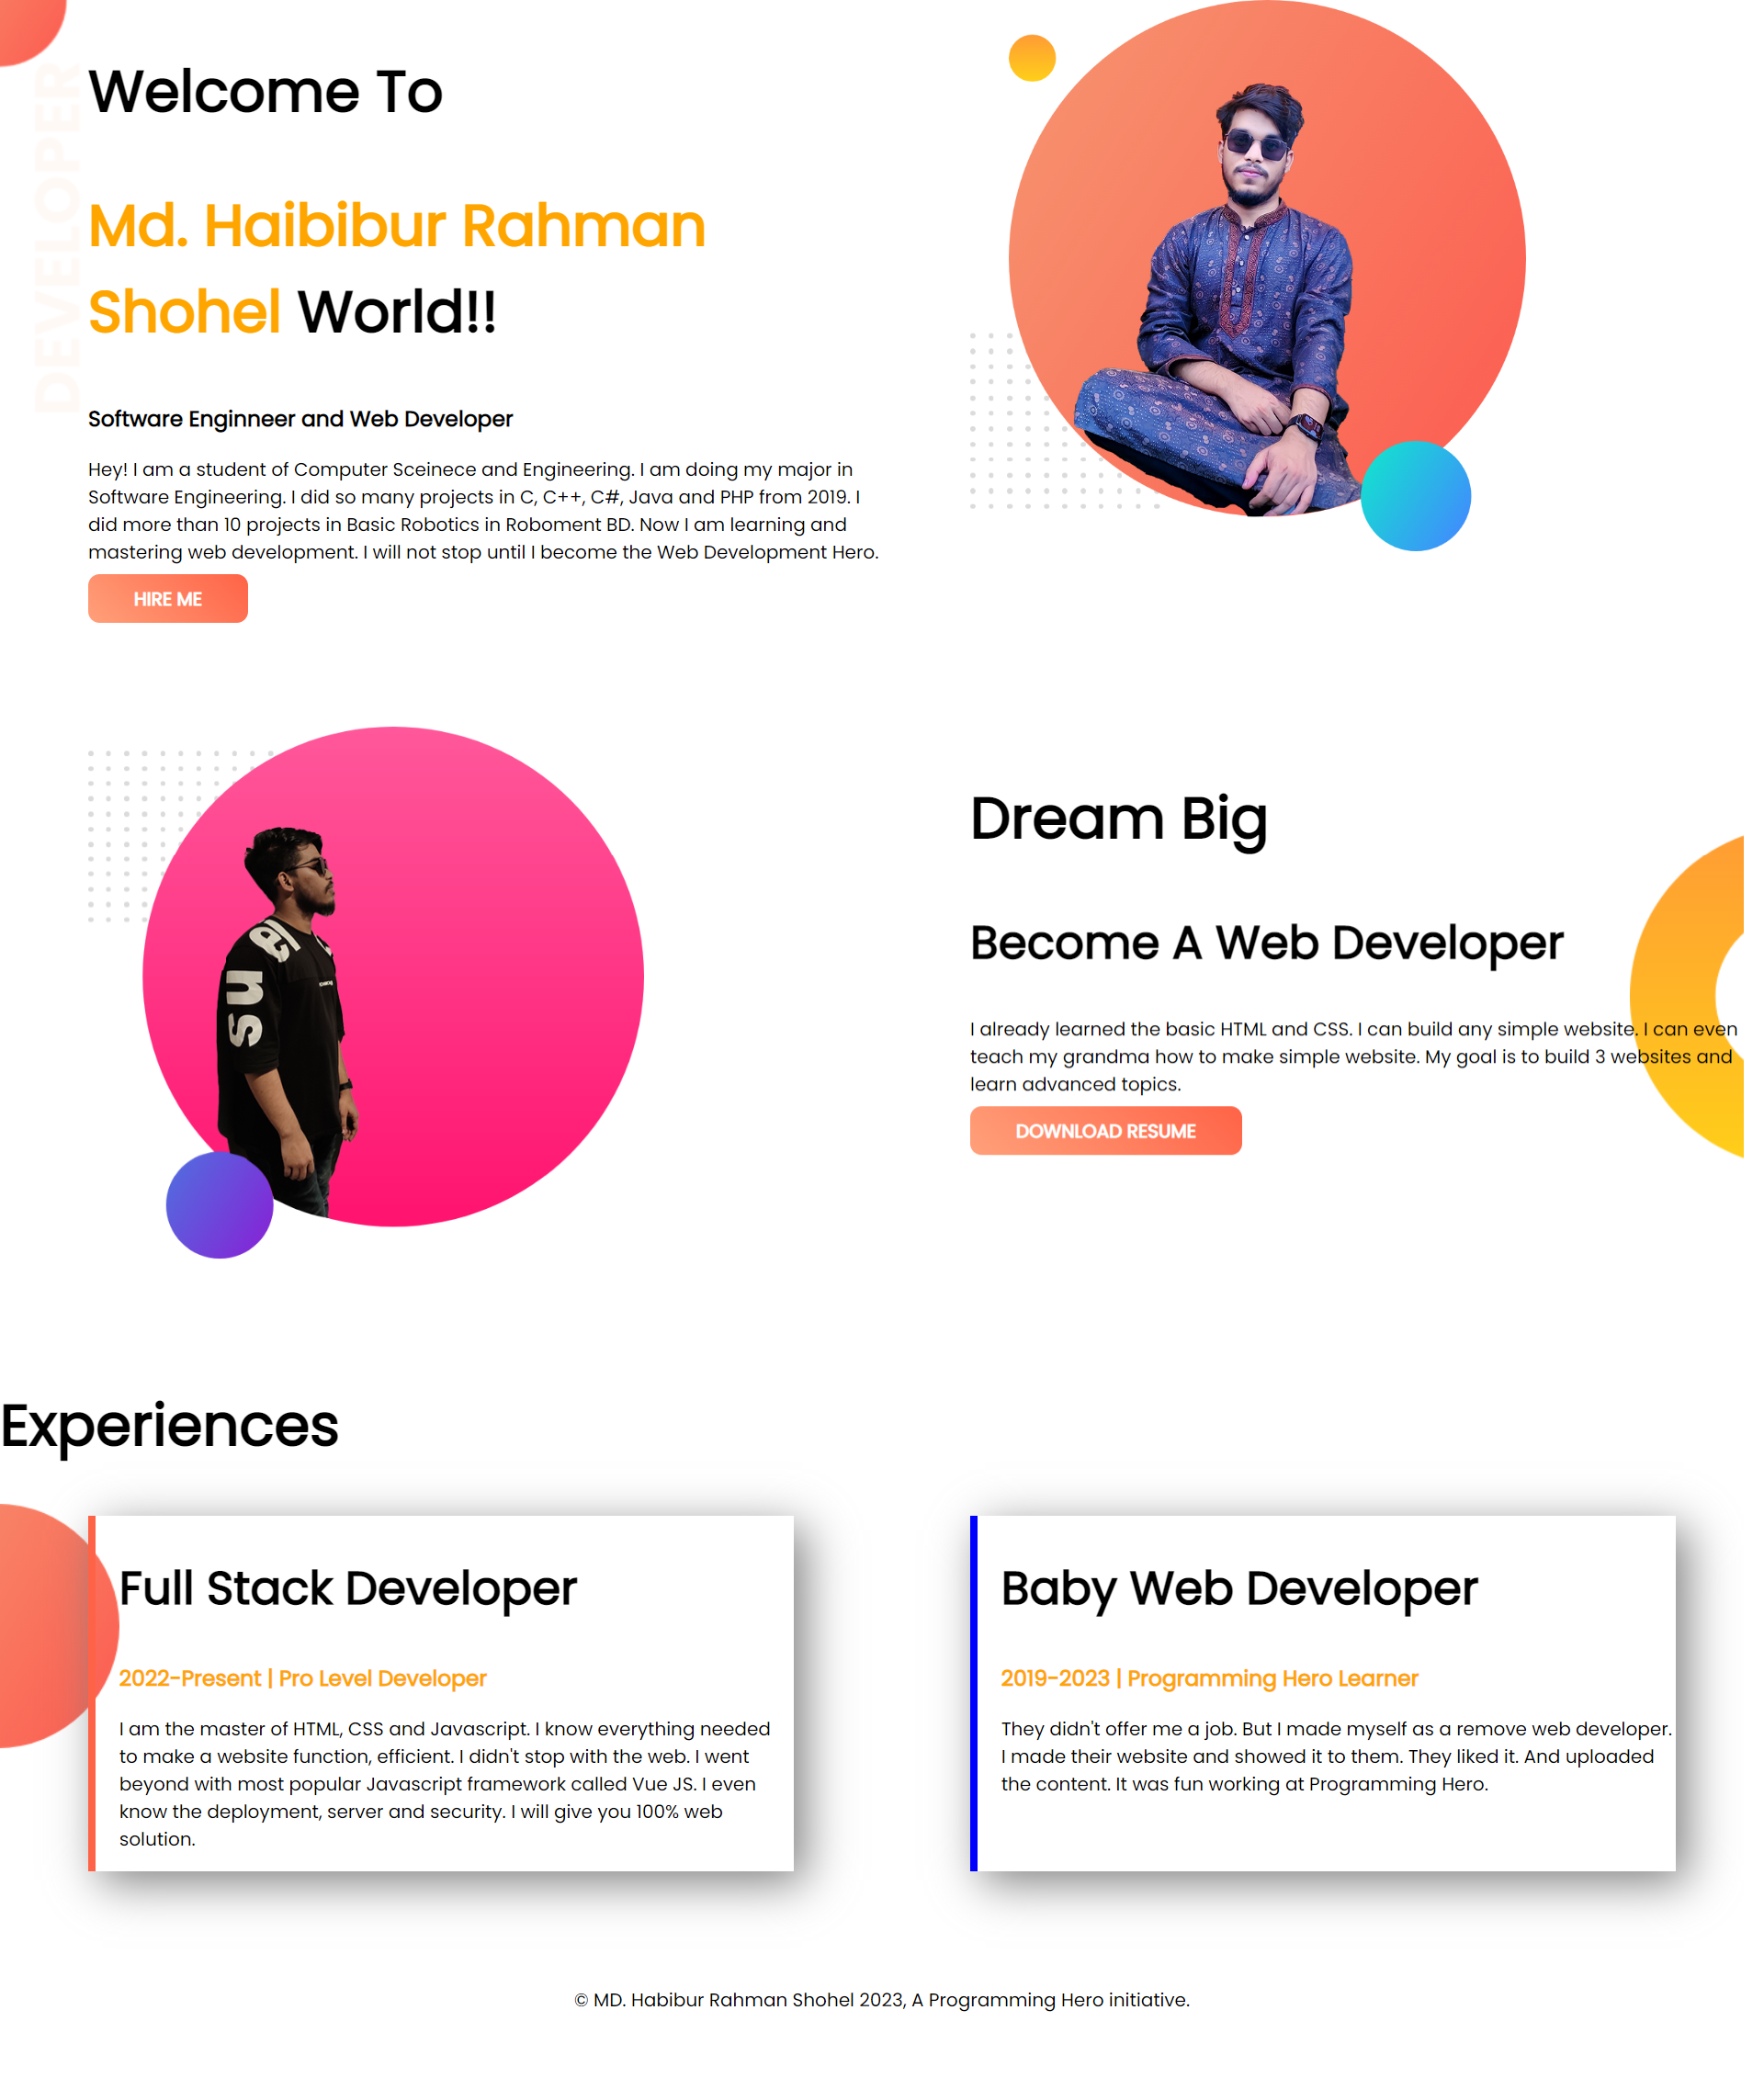 DEVELOPER
Welcome To
Md. Haibibur Rahman
Shohel World!!
Software Enginneer and Web Developer
Hey! I am a student of Computer Sceinece and Engineering. I am doing my major in
Software Engineering. I did so many projects in C, C++, C#, Java and PHP from 2019. I
did more than 10 projects in Basic Robotics in Roboment BD. Now I am learning and
mastering web development. I will not stop until I become the Web Development Hero.
HIRE ME
Dream Big
Become A Web Developer
I already learned the basic HTML and CSS. I can build any simple website. I can even
teach my grandma how to make simple website. My goal is to build 3 websites and
learn advanced topics.
DOWNLOAD RESUME
Experiences
Full Stack Developer
2022-Present | Pro Level Developer
I am the master of HTML, CSS and Javascript. I know everything needed
to make a website function, efficient. I didn't stop with the web. I went
beyond with most popular Javascript framework called Vue JS. I even
know the deployment, server and security. I will give you 100% web
solution.
Baby Web Developer
2019-2023 | Programming Hero Learner
They didn't offer me a job. But I made myself as a remove web developer.
I made their website and showed it to them. They liked it. And uploaded
the content. It was fun working at Programming Hero.
© MD. Habibur Rahman Shohel 2023, A Programming Hero initiative.